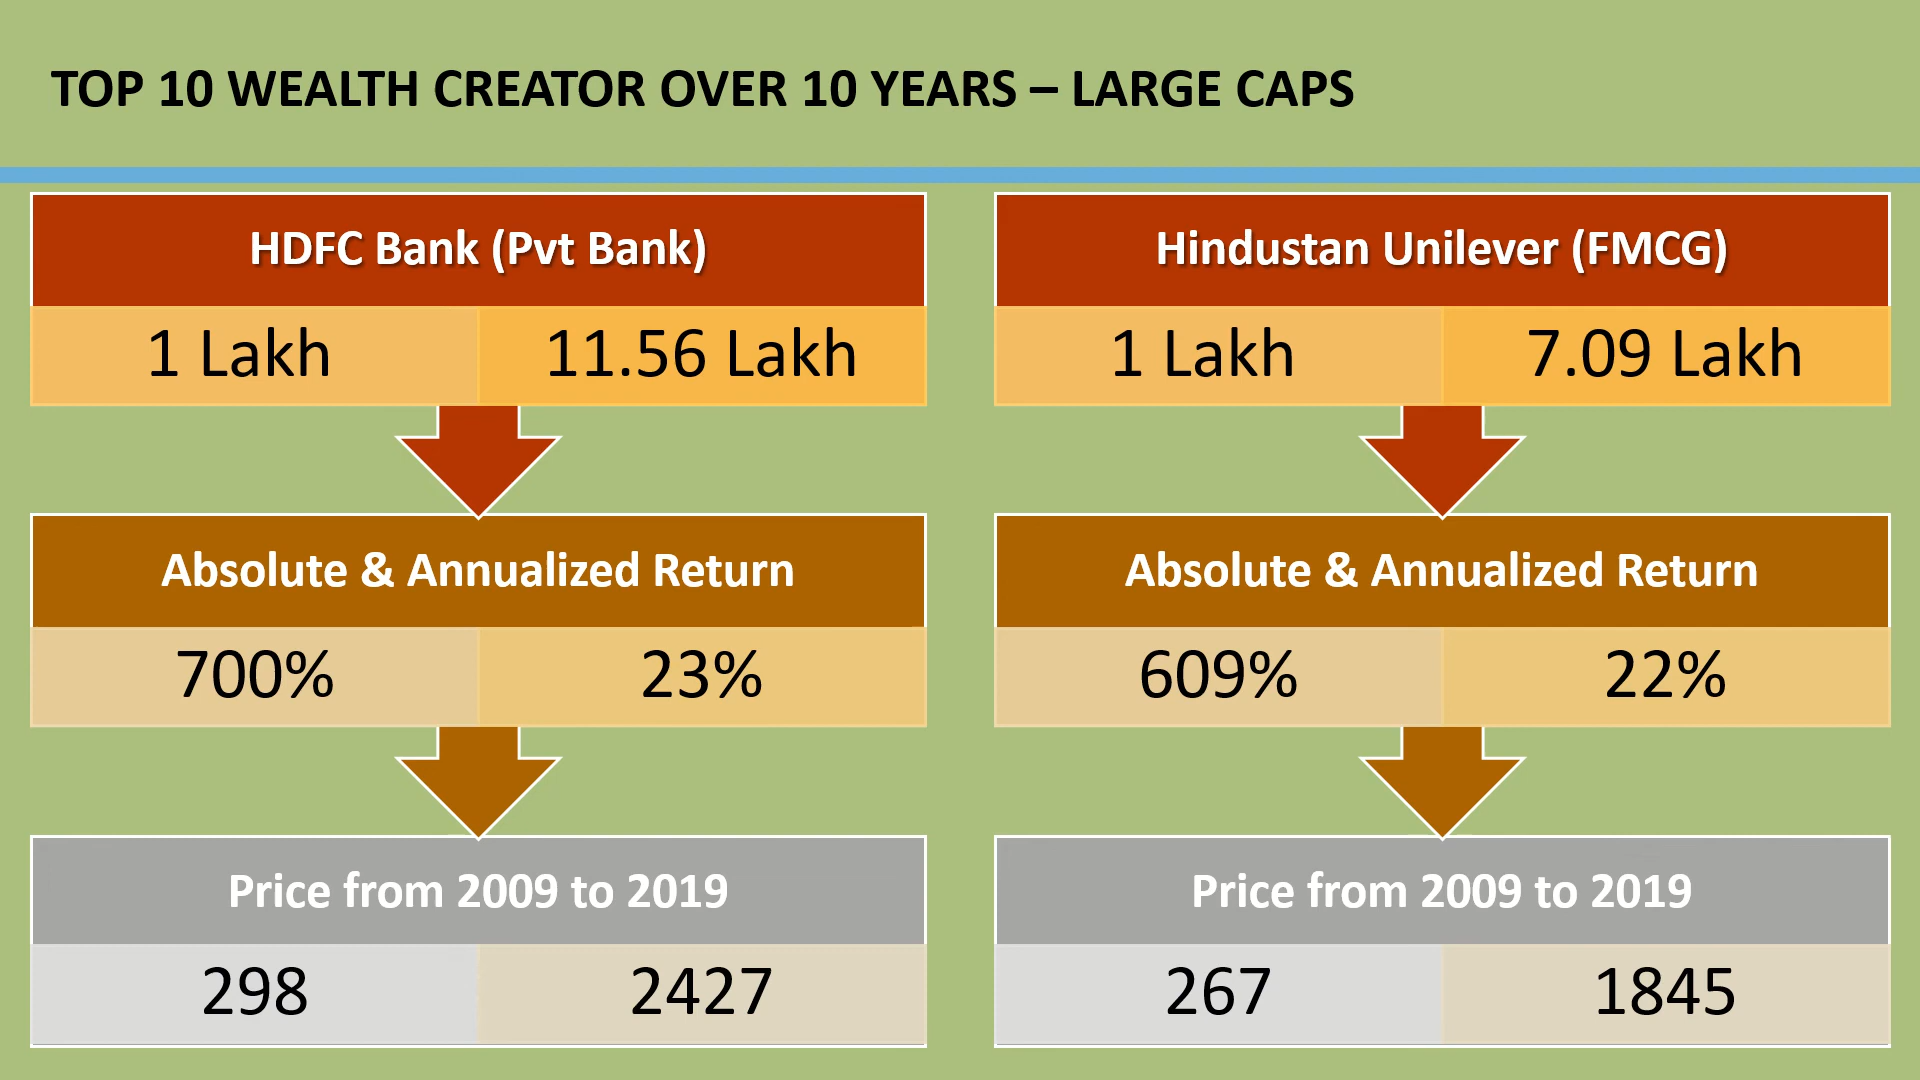 TOP 10 WEALTH CREATOR OVER 10 YEARS – LARGE CAPS
HDFC Bank (Pvt Bank)
1 Lakh 11.56 Lakh
Absolute & Annualized Return
700% 23%
Price from 2009 to 2019
298 2427
Hindustan Unilever (FMCG)
1 Lakh 7.09 Lakh
Absolute & Annualized Return
609% 22%
Price from 2009 to 2019
267 1845